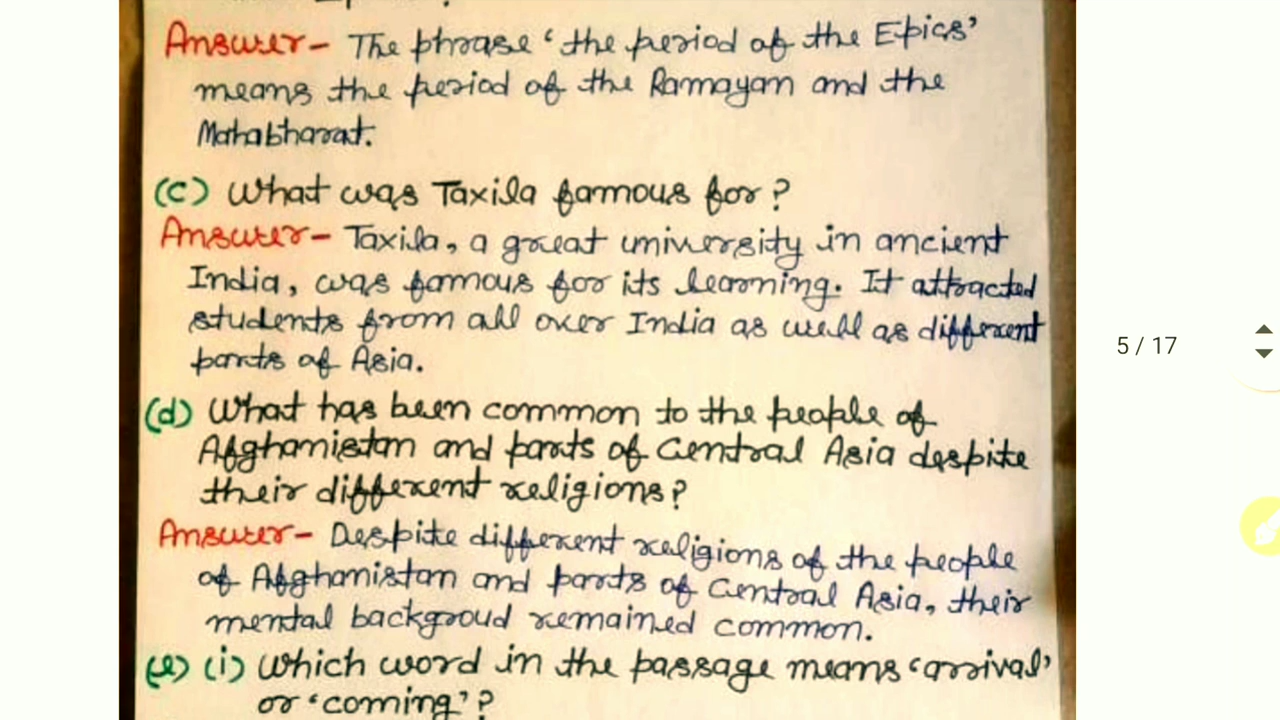 Answer- The phrase 'the period of the Epics'
means the period of the Ramayan and the
Mahabharat.
(c) What was Taxila famous for?
Answer- Taxila, a great university in ancient
India, was famous for its learning. It attracted
students from all over India as well as different
parts of Asia.
5 / 17
(d) What has been common to the people of
Afghanistan and parts of Central Asia despite
their different religions?
Answer- Despite different religions of the people
of Afghanistan and parts of Central Asia, their
mental backgroud remained common.
(e) (i) Which word in the passage means 'arrival'
or 'coming'?